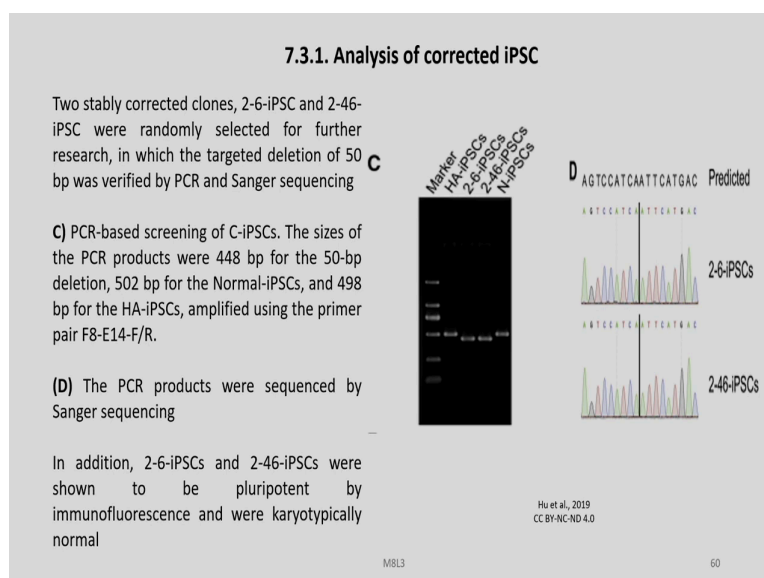 7.3.1. Analysis of corrected iPSC
Two stably corrected clones, 2-6-iPSC and 2-46-
iPSC were randomly selected for further
research, in which the targeted deletion of 50
bp was verified by PCR and Sanger sequencing
C) PCR-based screening of C-iPSCs. The sizes of
the PCR products were 448 bp for the 50-bp
deletion, 502 bp for the Normal-iPSCs, and 498
bp for the HA-iPSCs, amplified using the primer
pair F8-E14-F/R.
(D) The PCR products were sequenced by
Sanger sequencing
In addition, 2-6-iPSCs and 2-46-iPSCs were
shown to be pluripotent by
immunofluorescence and were karyotypically
normal
C
Marker
HA-iPSCs
2-6-iPSCs
2-46-iPSCs
N-iPSCs
D
AGTCCATCAATTCATGAC Predicted
A G T C C A T C A A T T C A T G A C
2-6-iPSCs
A G T C C A T C A A T T C A T G A C
2-46-iPSCs
Hu et al., 2019
CC BY-NC-ND 4.0
M8L3
60